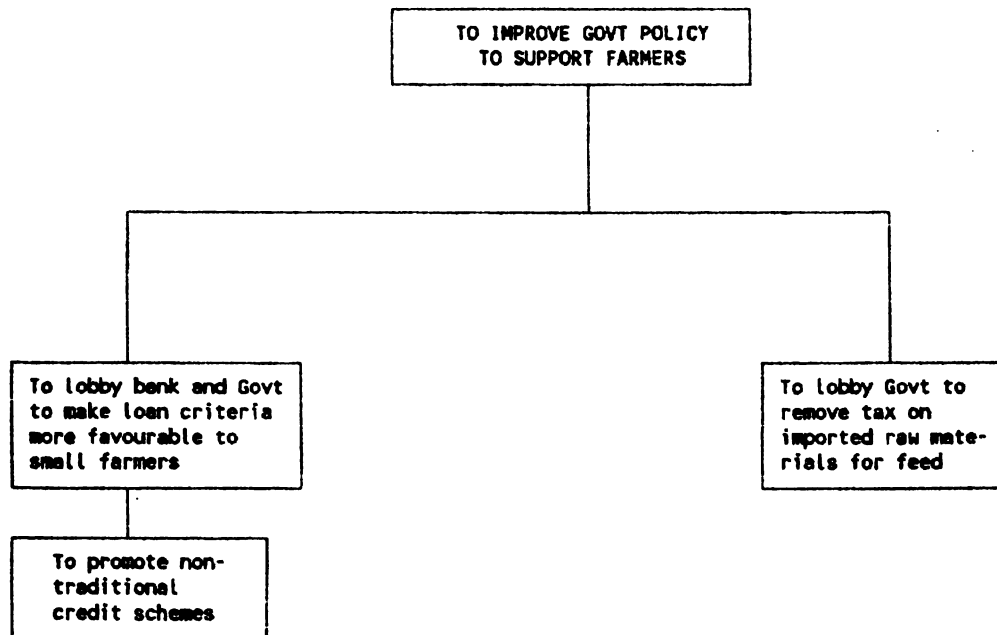 TO IMPROVE GOVT POLICY
TO SUPPORT FARMERS
To lobby bank and Govt
to make loan criteria
more favourable to
small farmers
To lobby Govt to
remove tax on
imported raw mate-
rials for feed
To promote non-
traditional
credit schemes